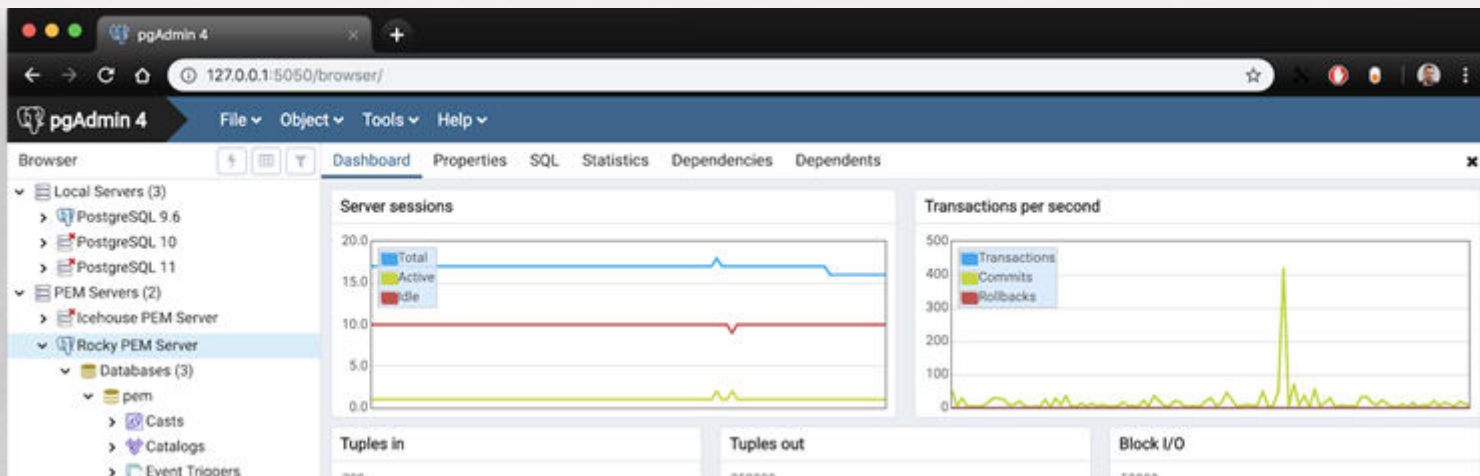 pgAdmin 4
127.0.0.1:5050/browser/
pgAdmin 4
File Object Tools Help
Browser
Dashboard Properties SQL Statistics Dependencies Dependents
Local Servers (3)
PostgreSQL 9.6
PostgreSQL 10
PostgreSQL 11
PEM Servers (2)
Icehouse PEM Server
Rocky PEM Server
Databases (3)
pem
Casts
Catalogs
Event Triggers
Server sessions
20.0
15.0
10.0
5.0
0.0
Total
Active
Idle
Transactions per second
500
400
300
200
100
0
Transactions
Commits
Rollbacks
Tuples in
Tuples out
Block I/O